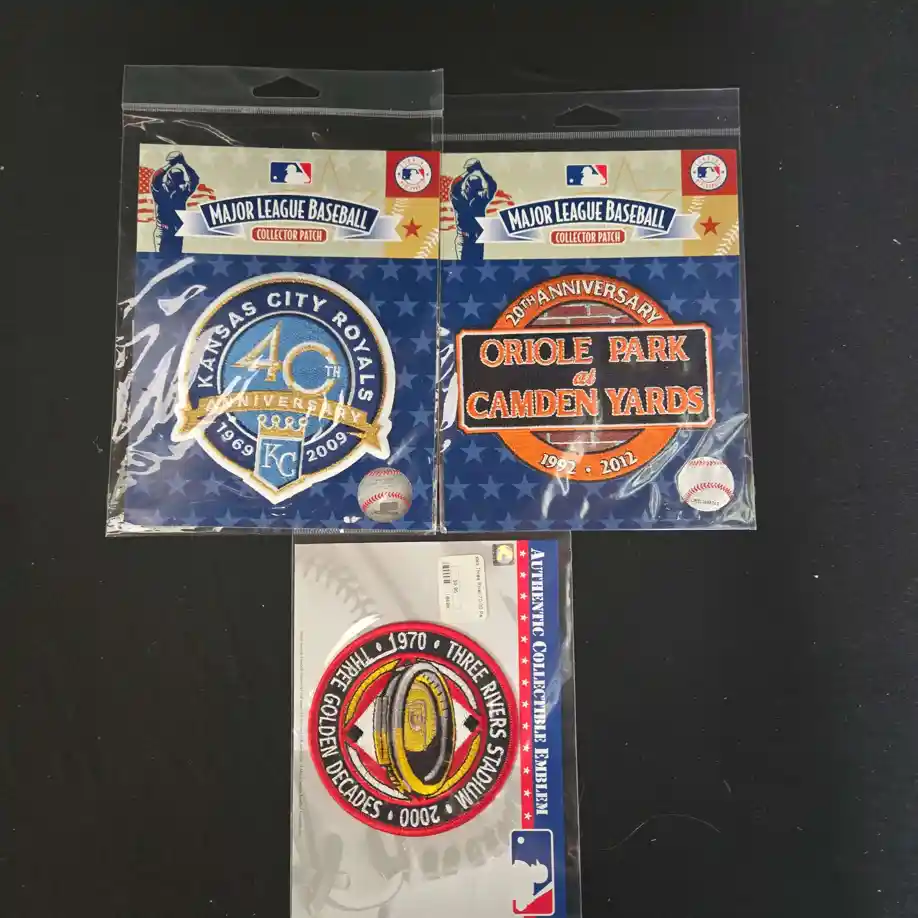 MAJOR LEAGUE BASEBALL
COLLECTOR PATCH
KANSAS CITY ROYALS
40TH
ANNIVERSARY
1969 2009
KC
MAJOR LEAGUE BASEBALL
COLLECTOR PATCH
20TH ANNIVERSARY
ORIOLE PARK
at
CAMDEN YARDS
1992 • 2012
AUTHENTIC COLLECTIBLE EMBLEM
• 1970 • THREE RIVERS STADIUM
• 2000 •
THREE GOLDEN DECADES